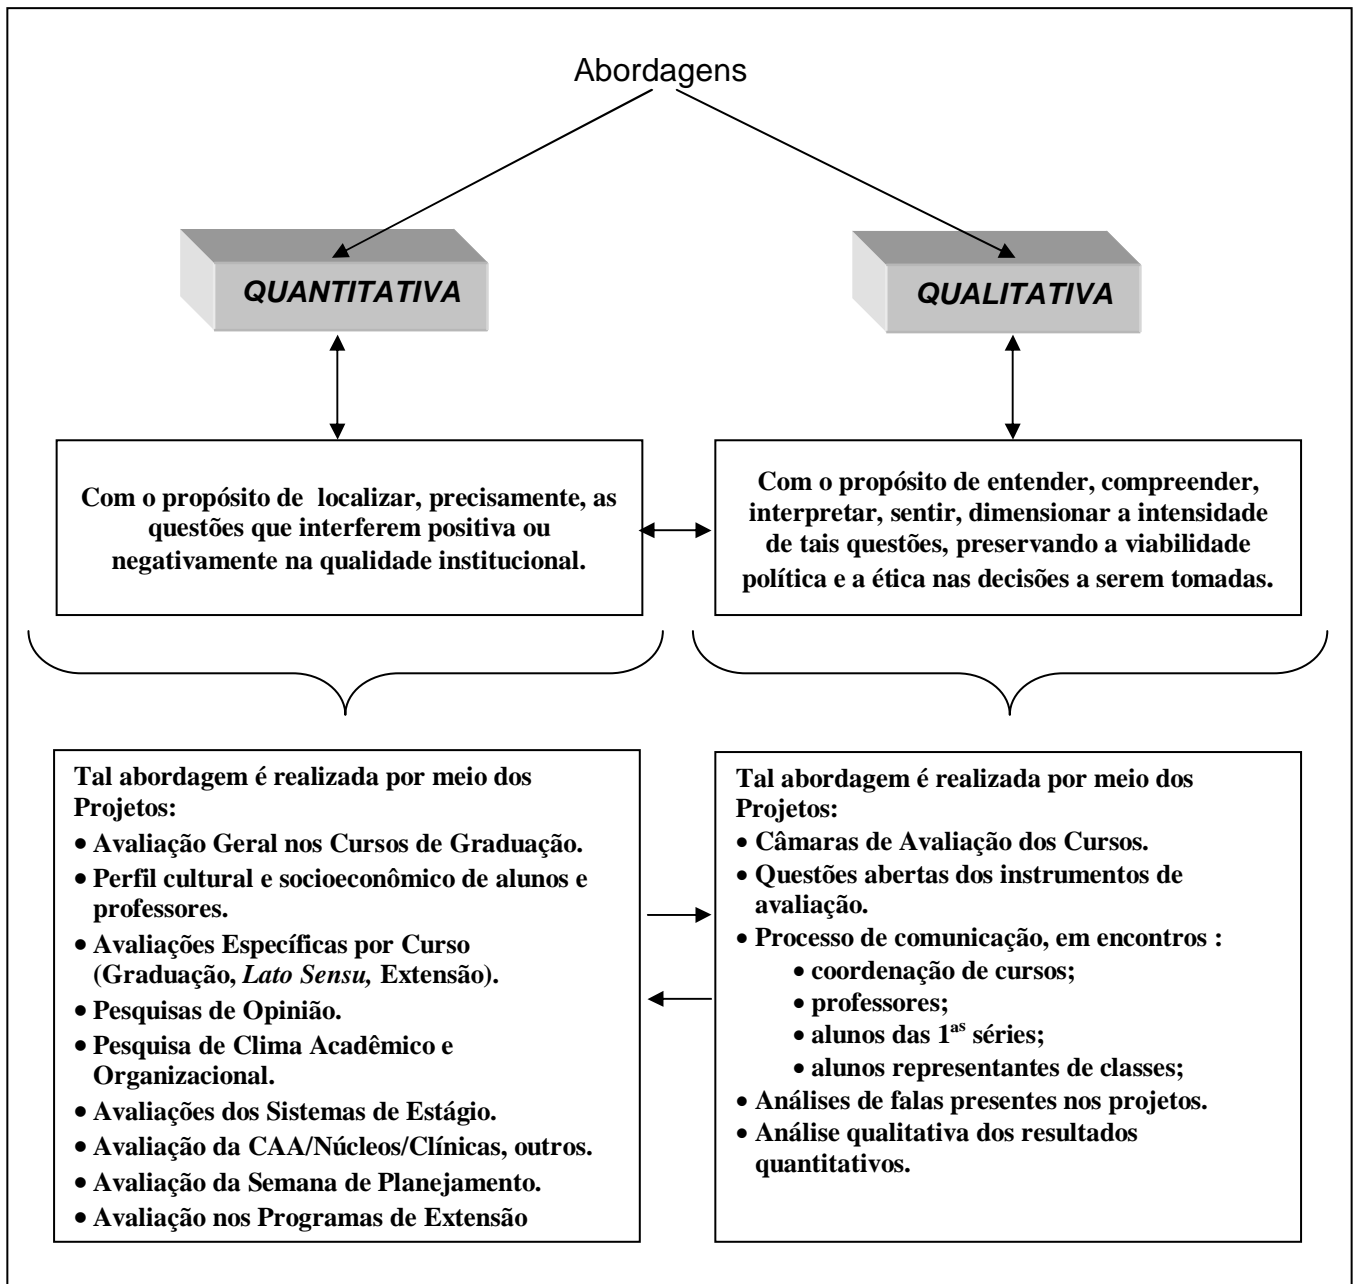 Abordagens
QUANTITATIVA
QUALITATIVA
Com o propósito de localizar, precisamente, as
questões que interferem positiva ou
negativamente na qualidade institucional.
Com o propósito de entender, compreender,
interpretar, sentir, dimensionar a intensidade
de tais questões, preservando a viabilidade
política e a ética nas decisões a serem tomadas.
Tal abordagem é realizada por meio dos
Projetos:
• Avaliação Geral nos Cursos de Graduação.
• Perfil cultural e socioeconômico de alunos e
professores.
• Avaliações Específicas por Curso
(Graduação, Lato Sensu, Extensão).
• Pesquisas de Opinião.
• Pesquisa de Clima Acadêmico e
Organizacional.
• Avaliações dos Sistemas de Estágio.
• Avaliação da CAA/Núcleos/Clínicas, outros.
• Avaliação da Semana de Planejamento.
• Avaliação nos Programas de Extensão
Tal abordagem é realizada por meio dos
Projetos:
• Câmaras de Avaliação dos Cursos.
• Questões abertas dos instrumentos de
avaliação.
• Processo de comunicação, em encontros :
• coordenação de cursos;
• professores;
• alunos das 1as séries;
• alunos representantes de classes;
• Análises de falas presentes nos projetos.
• Análise qualitativa dos resultados
quantitativos.